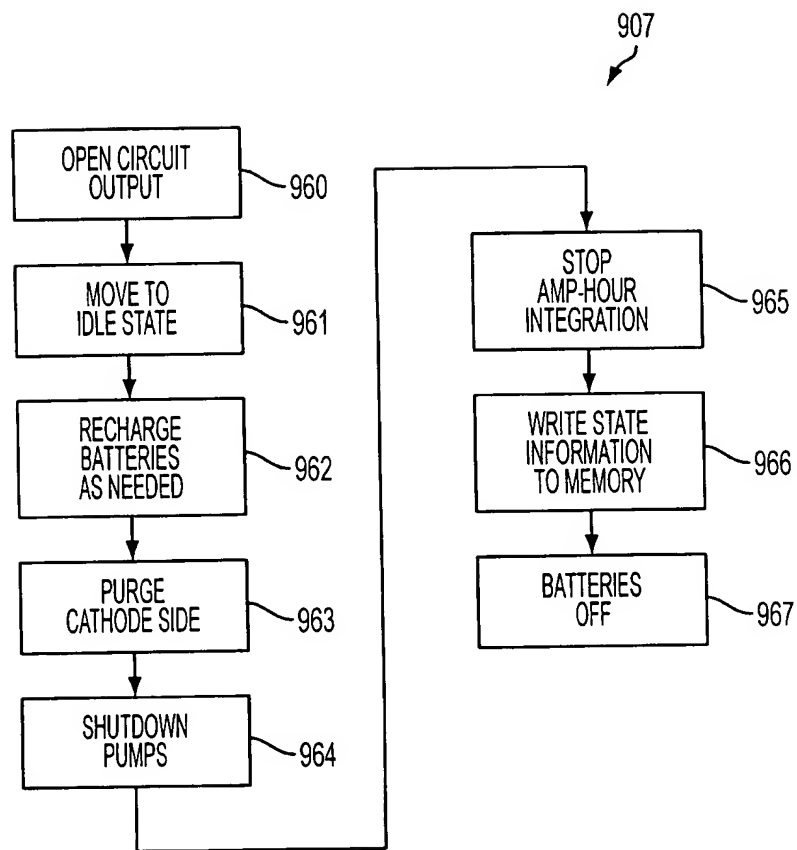 907
OPEN CIRCUIT
OUTPUT
960
MOVE TO
IDLE STATE
961
RECHARGE
BATTERIES
AS NEEDED
962
PURGE
CATHODE SIDE
963
SHUTDOWN
PUMPS
964
STOP
AMP-HOUR
INTEGRATION
965
WRITE STATE
INFORMATION
TO MEMORY
966
BATTERIES
OFF
967